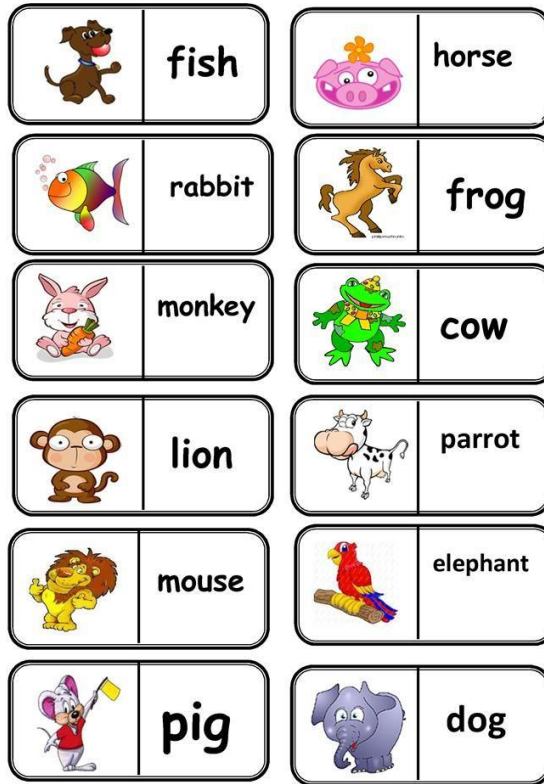 fish
horse
rabbit
frog
monkey
cow
lion
parrot
mouse
elephant
pig
dog